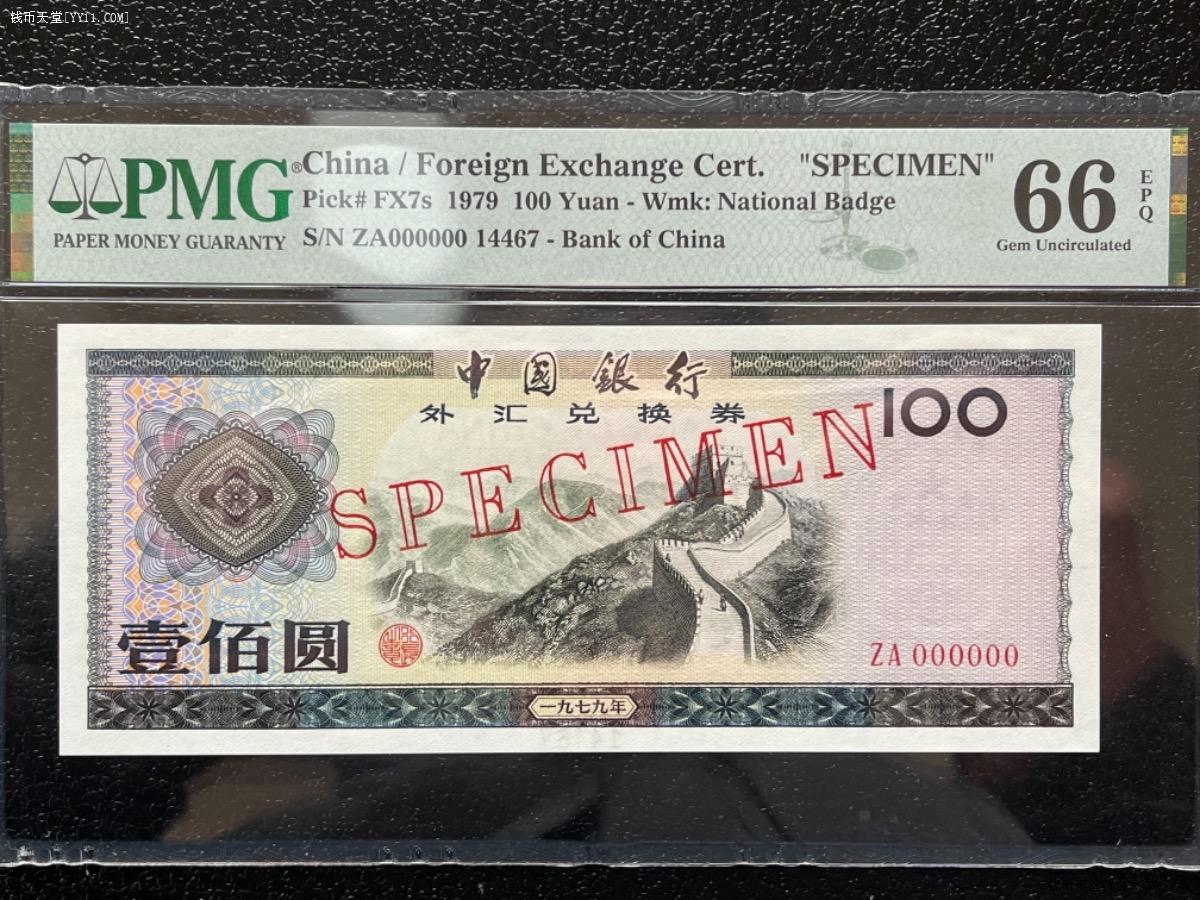 钱币天堂[YY11.COM]
PMG®
PAPER MONEY GUARANTY
China / Foreign Exchange Cert. "SPECIMEN"
Pick# FX7s 1979 100 Yuan - Wmk: National Badge
S/N ZA000000 14467 - Bank of China
66
EPQ
Gem Uncirculated
中國銀行
外汇兑换券
100
SPECIMEN
壹佰圆
ZA 000000
一九七九年